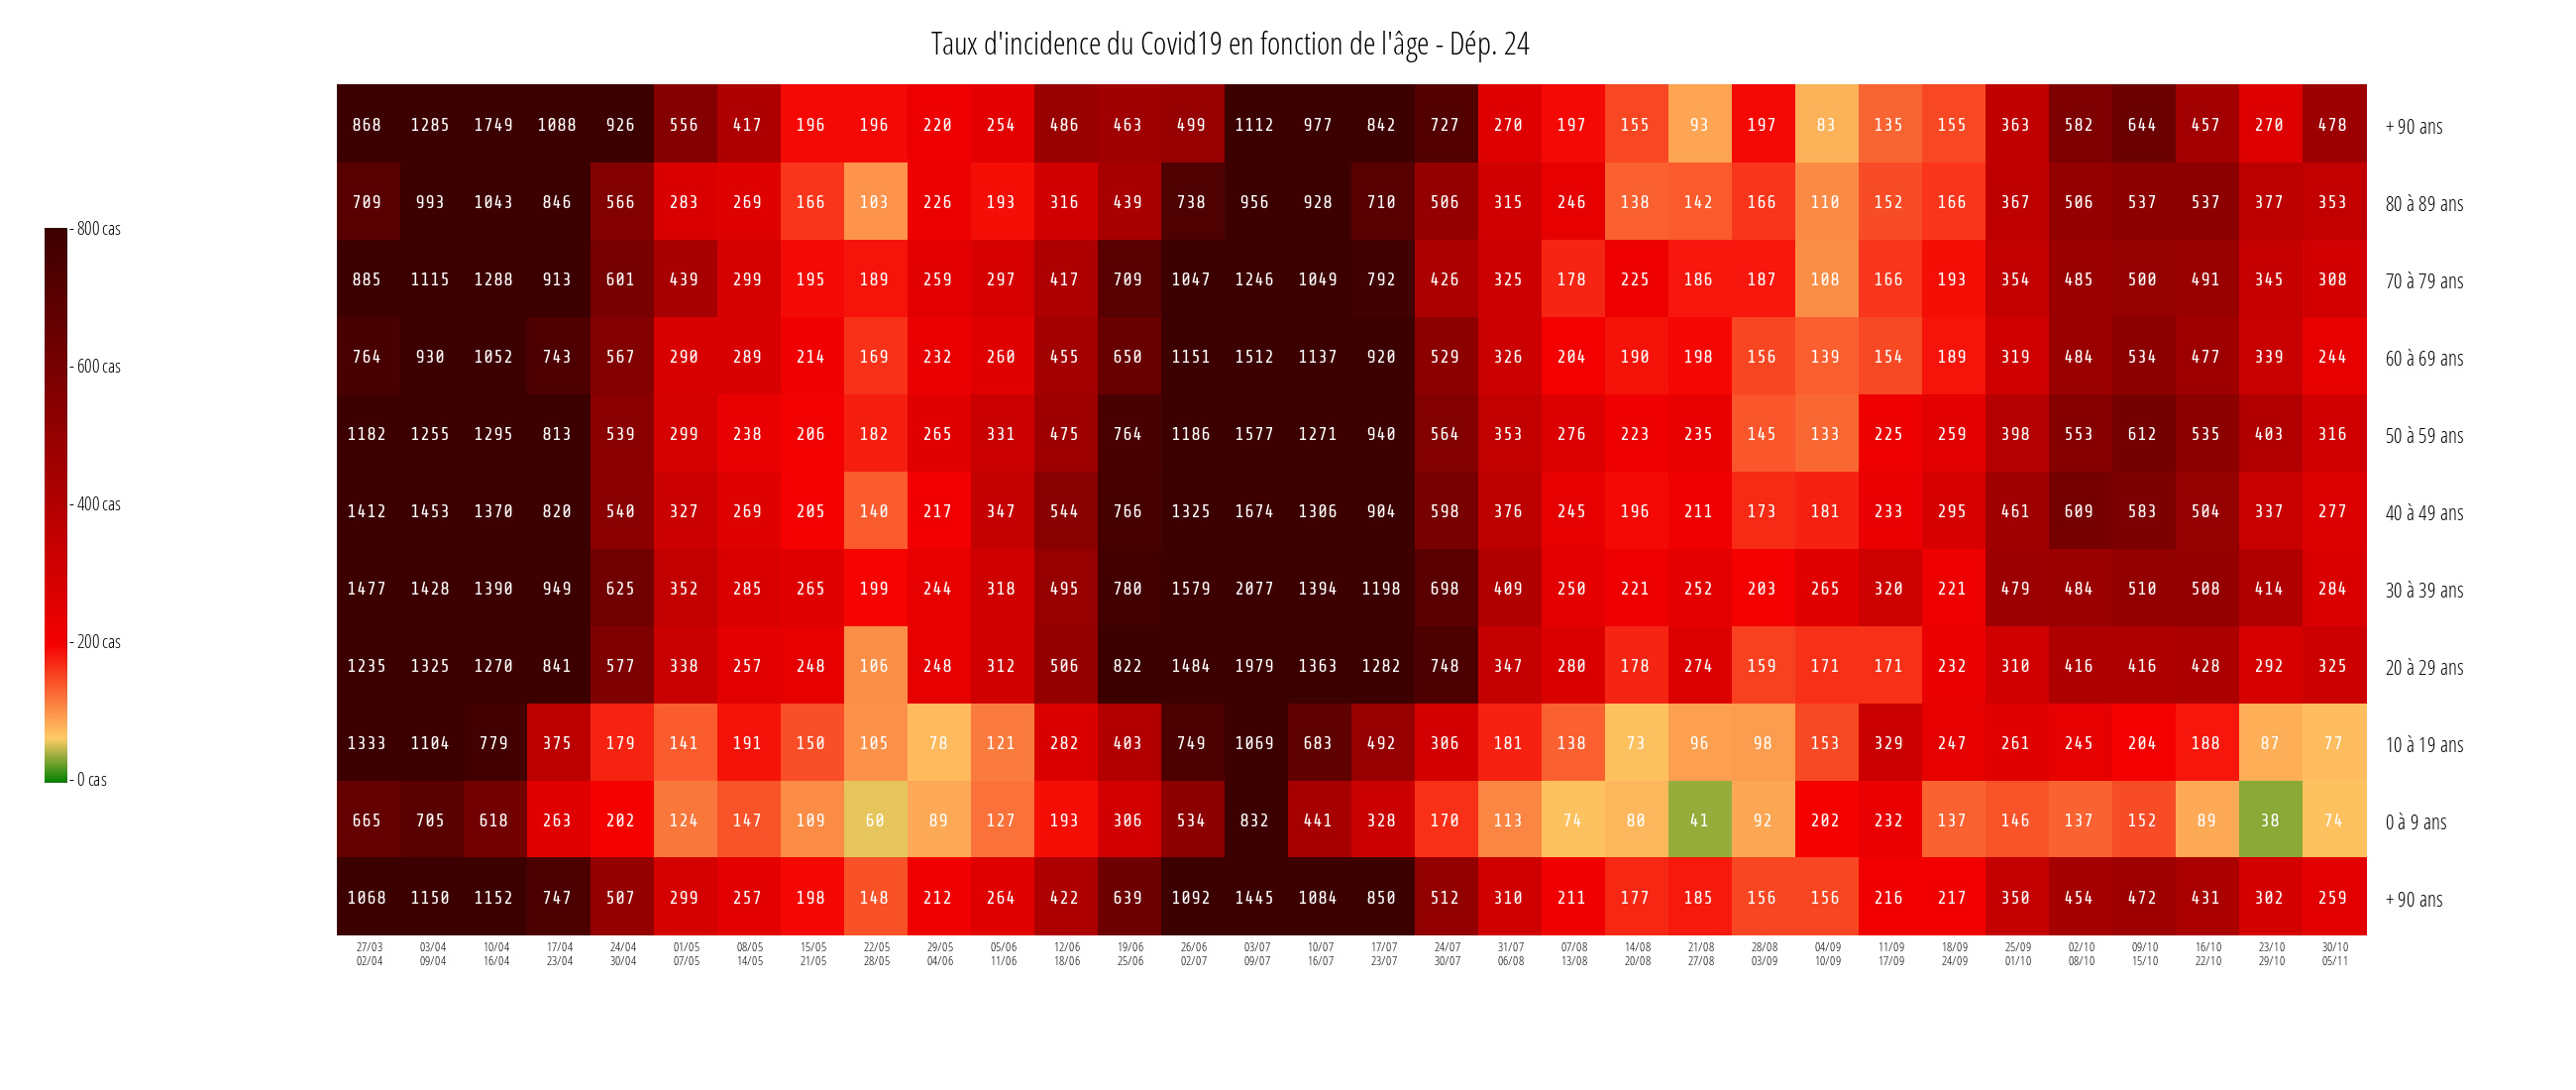 Taux d'incidence du Covid19 en fonction de l'âge - Dép. 24
868 1285 1749 1088 926 556 417 196 196 220 254 486 463 499 1112 977 842 727 270 197 155 93 197 83 135 155 363 582 644 457 270 478 + 90 ans
709 993 1043 846 566 283 269 166 103 226 193 316 439 738 956 928 710 506 315 246 138 142 166 110 152 166 367 506 537 537 377 353 80 à 89 ans
885 1115 1288 913 601 439 299 195 189 259 297 417 709 1047 1246 1049 792 426 325 178 225 186 187 108 166 193 354 485 500 491 345 308 70 à 79 ans
764 930 1052 743 567 290 289 214 169 232 260 455 650 1151 1512 1137 920 529 326 204 190 198 156 139 154 189 319 484 534 477 339 244 60 à 69 ans
1182 1255 1295 813 539 299 238 206 182 265 331 475 764 1186 1577 1271 940 564 353 276 223 235 145 133 225 259 398 553 612 535 403 316 50 à 59 ans
1412 1453 1370 820 540 327 269 205 140 217 347 544 766 1325 1674 1306 904 598 376 245 196 211 173 181 233 295 461 609 583 504 337 277 40 à 49 ans
1477 1428 1390 949 625 352 285 265 199 244 318 495 780 1579 2077 1394 1198 698 409 250 221 252 203 265 320 221 479 484 510 508 414 284 30 à 39 ans
1235 1325 1270 841 577 338 257 248 106 248 312 506 822 1484 1979 1363 1282 748 347 280 178 274 159 171 171 232 310 416 416 428 292 325 20 à 29 ans
1333 1104 779 375 179 141 191 150 105 78 121 282 403 749 1069 683 492 306 181 138 73 96 98 153 329 247 261 245 204 188 87 77 10 à 19 ans
665 705 618 263 202 124 147 109 60 89 127 193 306 534 832 441 328 170 113 74 80 41 92 202 232 137 146 137 152 89 38 74 0 à 9 ans
1068 1150 1152 747 507 299 257 198 148 212 264 422 639 1092 1445 1084 850 512 310 211 177 185 156 156 216 217 350 454 472 431 302 259 + 90 ans
27/03 03/04 10/04 17/04 24/04 01/05 08/05 15/05 22/05 29/05 05/06 12/06 19/06 26/06 03/07 10/07 17/07 24/07 31/07 07/08 14/08 21/08 28/08 04/09 11/09 18/09 25/09 02/10 09/10 16/10 23/10 30/10
02/04 09/04 16/04 23/04 30/04 07/05 14/05 21/05 28/05 04/06 11/06 18/06 25/06 02/07 09/07 16/07 23/07 30/07 06/08 13/08 20/08 27/08 03/09 10/09 17/09 24/09 01/10 08/10 15/10 22/10 29/10 05/11
- 800 cas
- 600 cas
- 400 cas
- 200 cas
- 0 cas